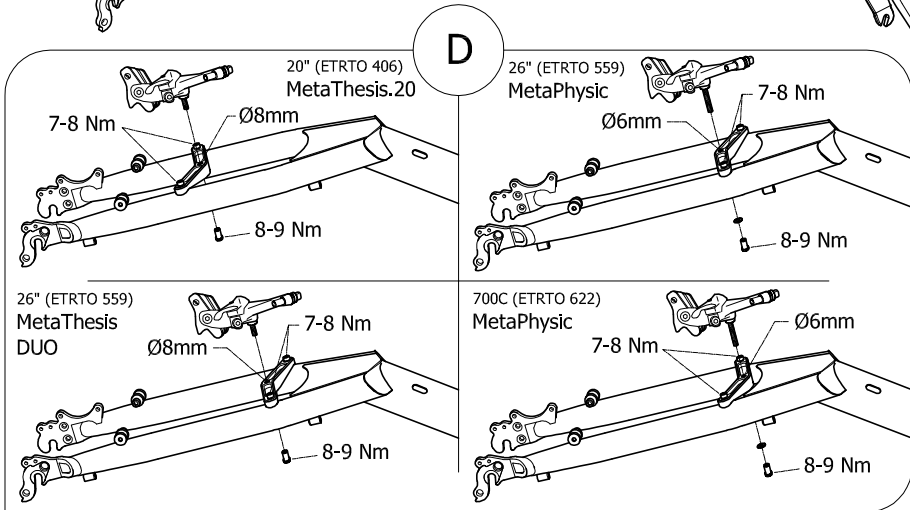 D
20" (ETRTO 406)
MetaThesis.20
7-8 Nm
Ø8mm
8-9 Nm
26" (ETRTO 559)
MetaPhysic
7-8 Nm
Ø6mm
8-9 Nm
26" (ETRTO 559)
MetaThesis
DUO
7-8 Nm
Ø8mm
8-9 Nm
700C (ETRTO 622)
MetaPhysic
Ø6mm
7-8 Nm
8-9 Nm